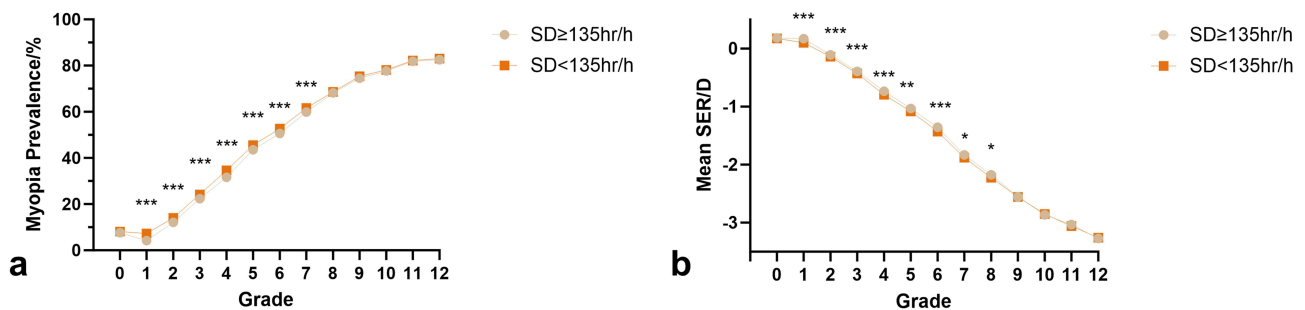 ***
***
***
***
***
***
***
100
80
60
40
20
0
Myopia Prevalence/%
0 1 2 3 4 5 6 7 8 9 10 11 12
Grade
a
SD≥135hr/h
SD<135hr/h
***
***
***
***
**
***
*
*
0
-1
-2
-3
Mean SER/D
0 1 2 3 4 5 6 7 8 9 10 11 12
Grade
b
SD≥135hr/h
SD<135hr/h